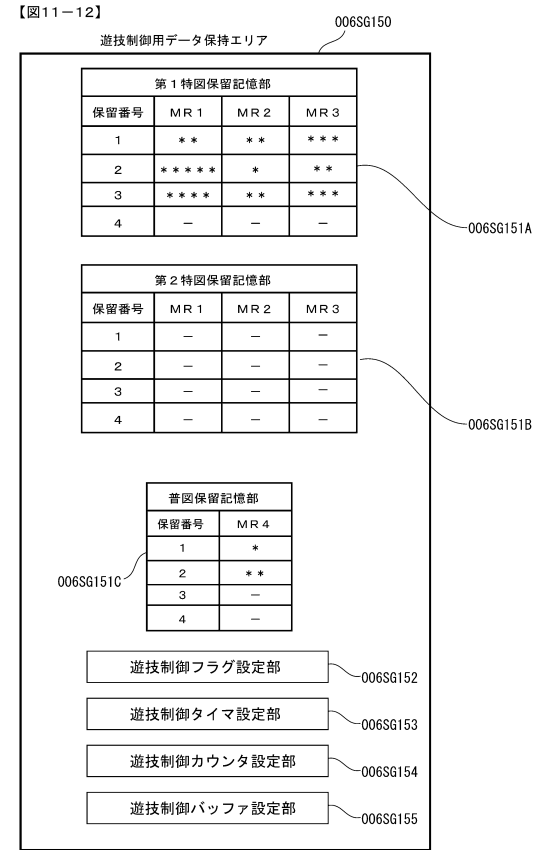 【図11－12】
006SG150
遊技制御用データ保持エリア
第1特図保留記憶部
保留番号 MR1 MR2 MR3
1 ** ** ***
2 ***** * **
3 **** ** ***
4 － － －
006SG151A
第2特図保留記憶部
保留番号 MR1 MR2 MR3
1 － － －
2 － － －
3 － － －
4 － － －
006SG151B
普図保留記憶部
保留番号 MR4
1 *
2 **
3 －
4 －
006SG151C
遊技制御フラグ設定部
006SG152
遊技制御タイマ設定部
006SG153
遊技制御カウンタ設定部
006SG154
遊技制御バッファ設定部
006SG155